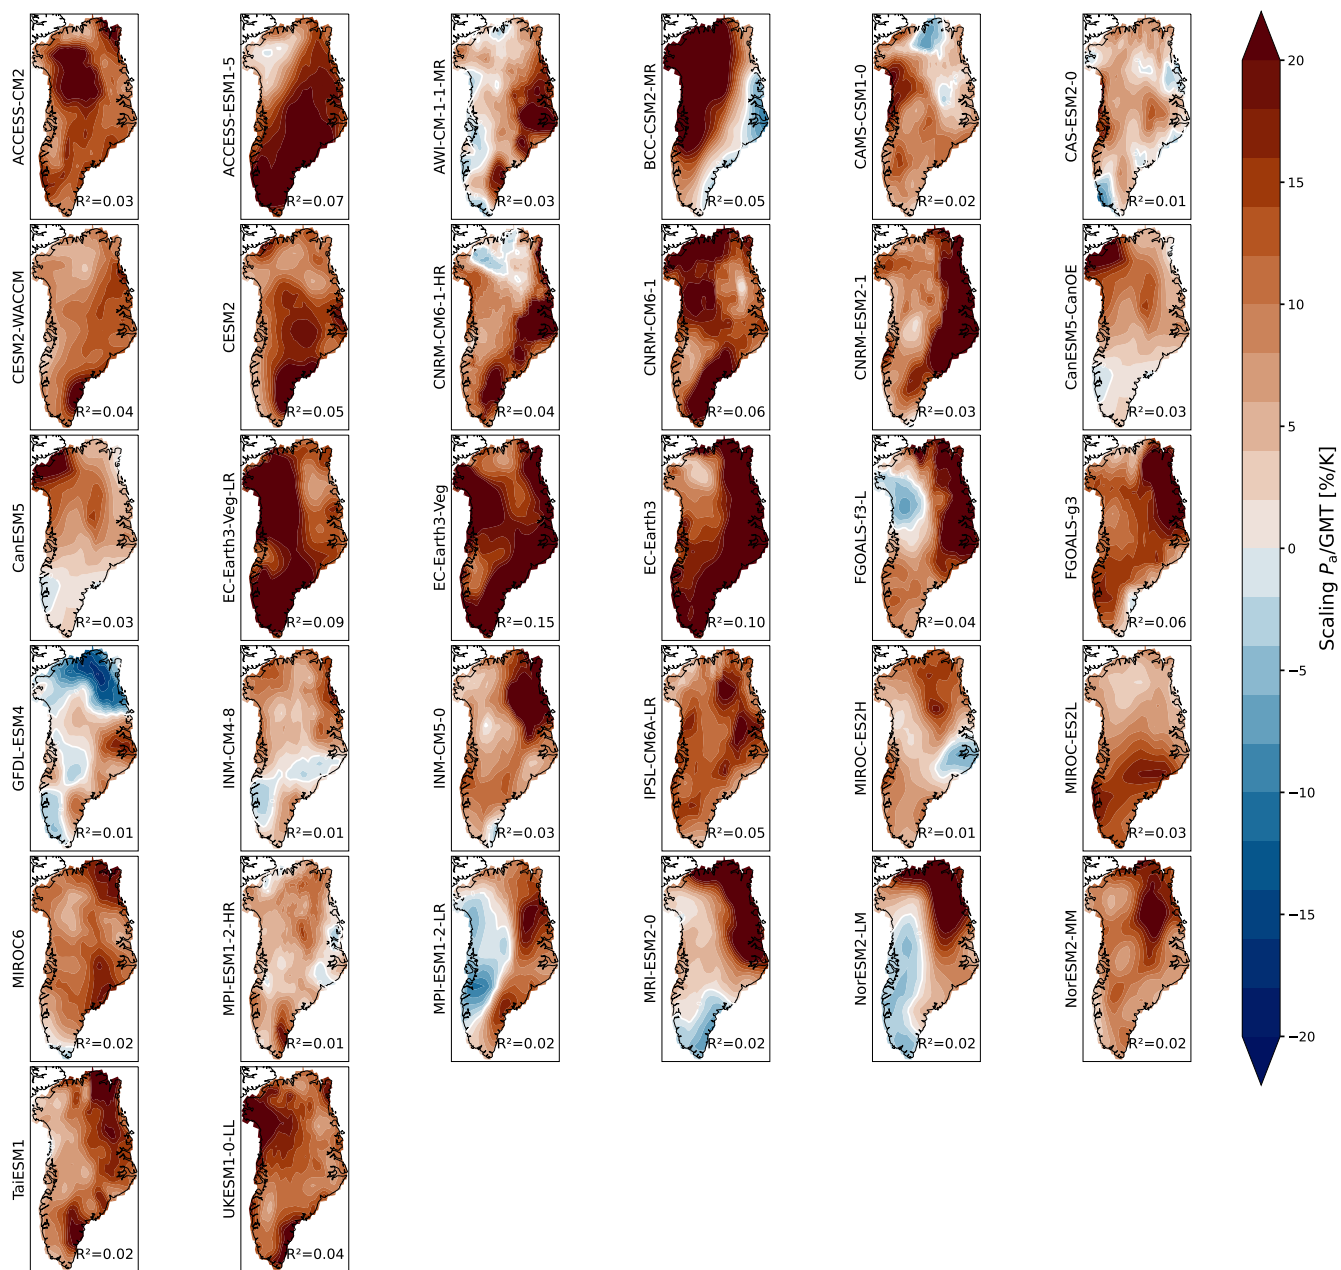 ACCESS-CM2
R²=0.03
ACCESS-ESM1-5
R²=0.07
AWI-CM-1-1-MR
R²=0.03
BCC-CSM2-MR
R²=0.05
CAMS-CSM1-0
R²=0.02
CAS-ESM2-0
R²=0.01
CESM2-WACCM
R²=0.04
CESM2
R²=0.05
CNRM-CM6-1-HR
R²=0.04
CNRM-CM6-1
R²=0.06
CNRM-ESM2-1
R²=0.03
CanESM5-CanOE
R²=0.03
CanESM5
R²=0.03
EC-Earth3-Veg-LR
R²=0.09
EC-Earth3-Veg
R²=0.15
EC-Earth3
R²=0.10
FGOALS-f3-L
R²=0.04
FGOALS-g3
R²=0.06
GFDL-ESM4
R²=0.01
INM-CM4-8
R²=0.01
INM-CM5-0
R²=0.03
IPSL-CM6A-LR
R²=0.05
MIROC-ES2H
R²=0.01
MIROC-ES2L
R²=0.03
MIROC6
R²=0.02
MPI-ESM1-2-HR
R²=0.01
MPI-ESM1-2-LR
R²=0.02
MRI-ESM2-0
R²=0.02
NorESM2-LM
R²=0.02
NorESM2-MM
R²=0.02
TaiESM1
R²=0.02
UKESM1-0-LL
R²=0.04
20
15
10
5
0
−5
−10
−15
−20
Scaling Pa/GMT [%/K]